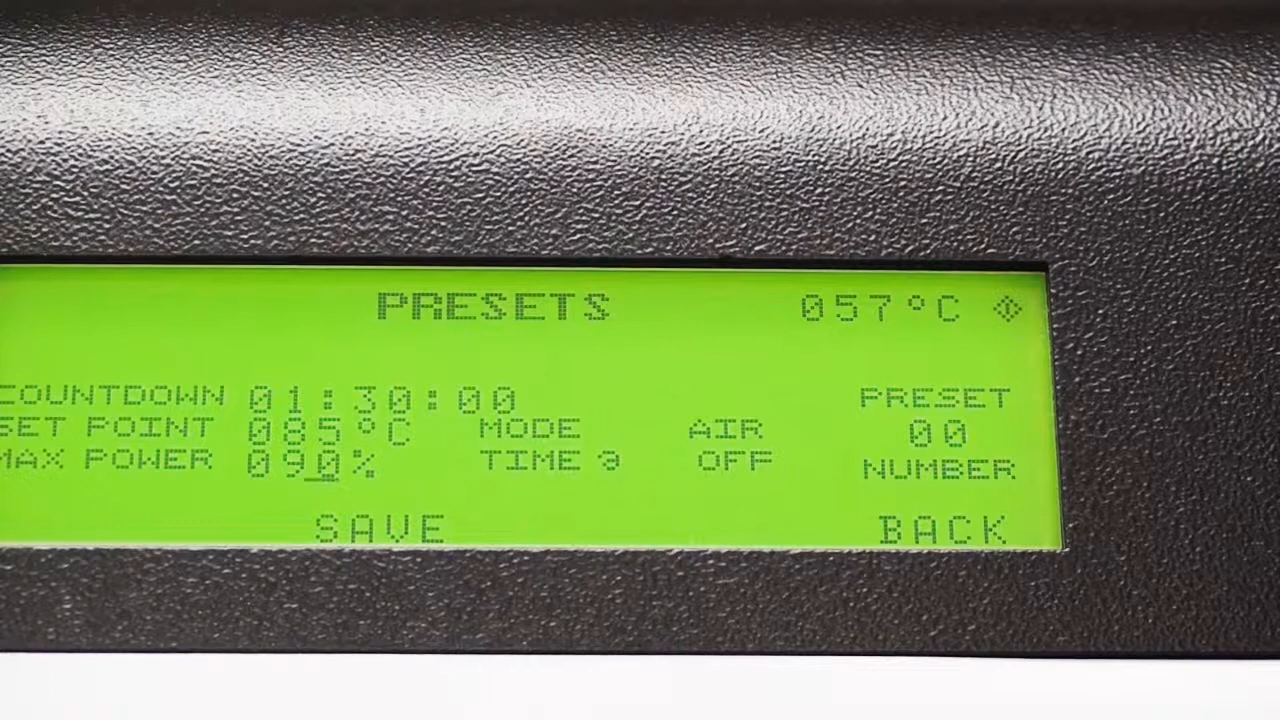 PRESETS 057°C
COUNTDOWN 01:30:00 PRESET
SET POINT 085°C MODE AIR 00
MAX POWER 090% TIME OFF NUMBER
SAVE BACK